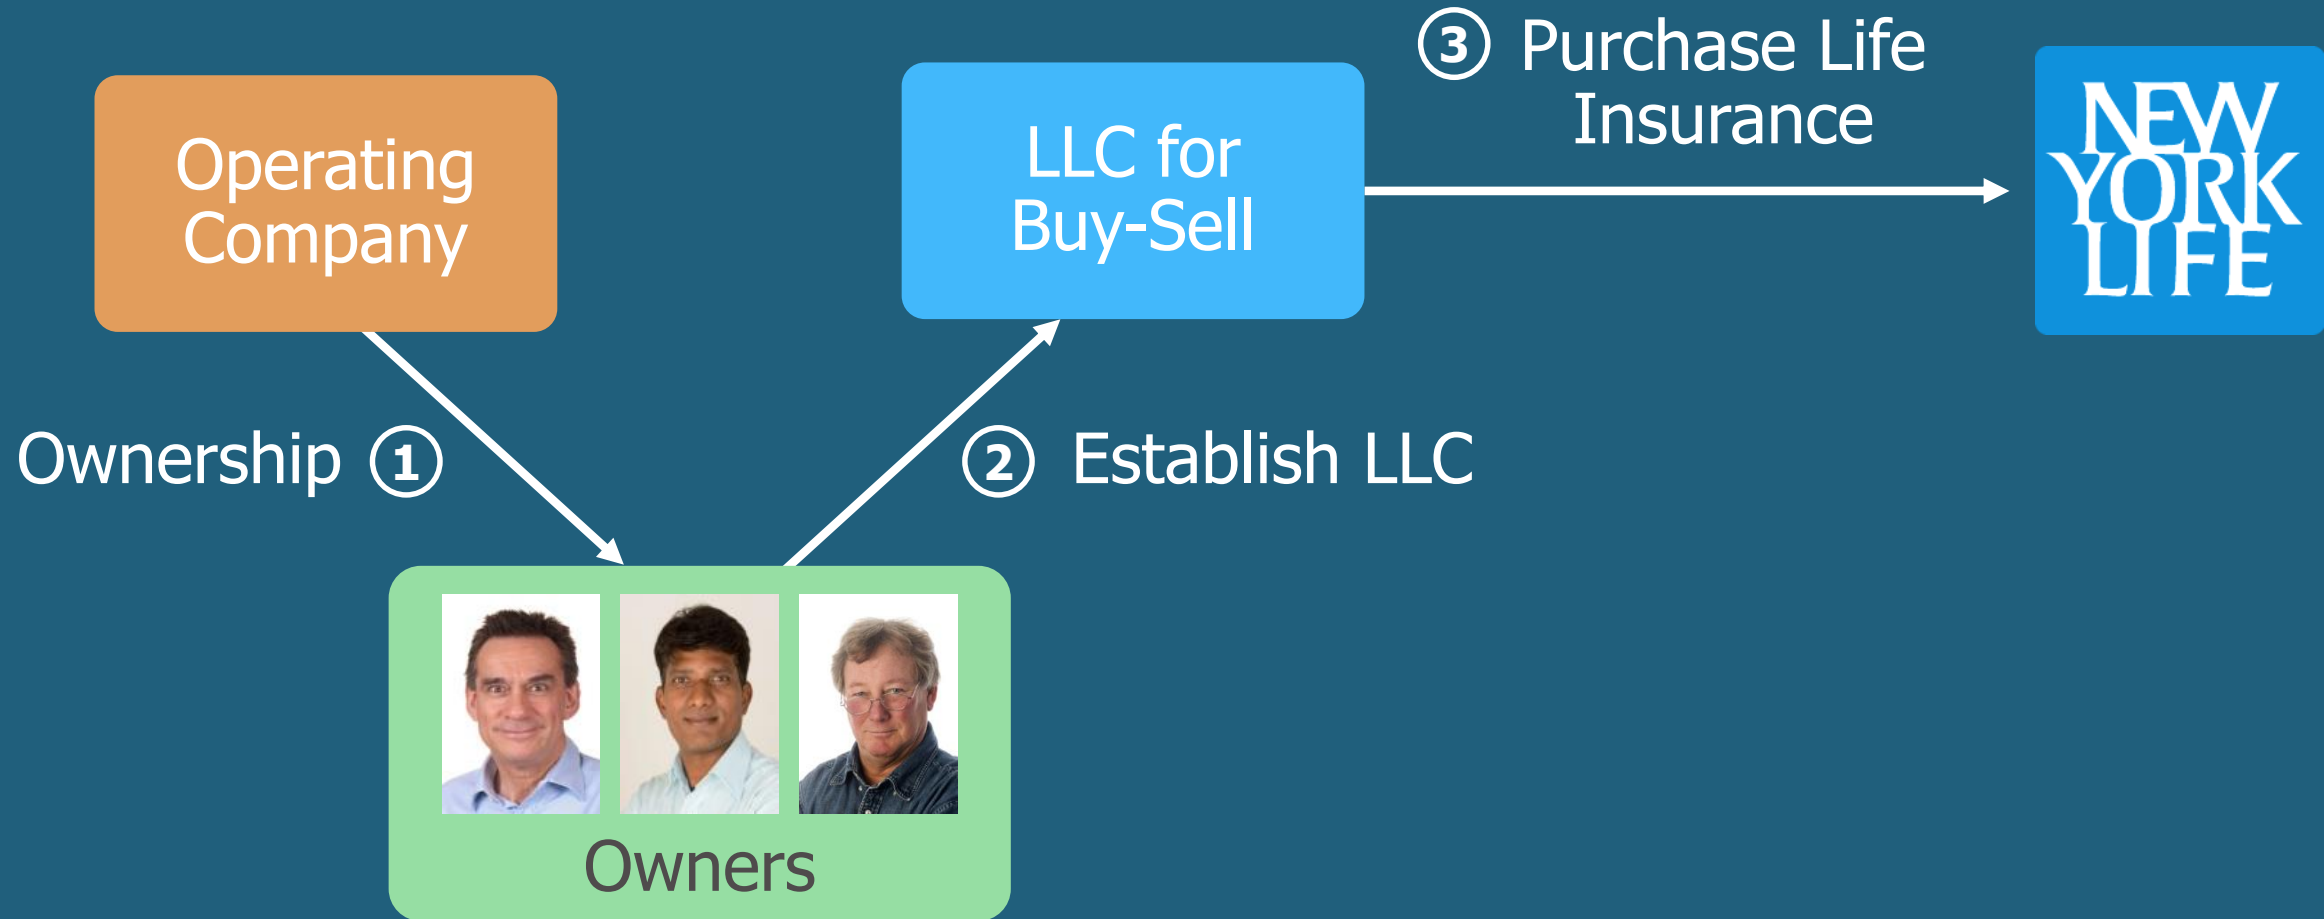 ③ Purchase Life
Insurance
Operating
Company
LLC for
Buy-Sell
NEW
YORK
LIFE
Ownership ①
② Establish LLC
Owners